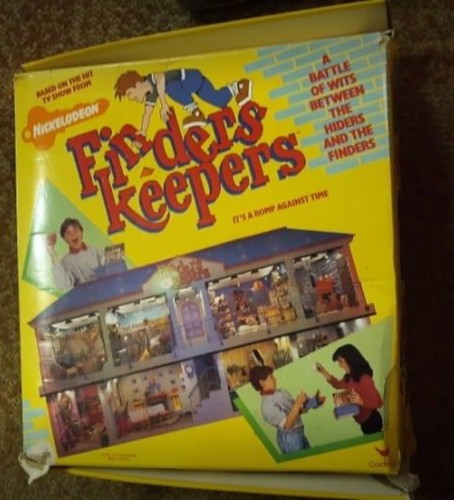 BASED ON THE HIT
TV SHOW FROM
NICKELODEON
Finders
keepers™
A
BATTLE
OF WITS
BETWEEN
THE
HIDERS
AND THE
FINDERS
IT'S A ROMP AGAINST TIME